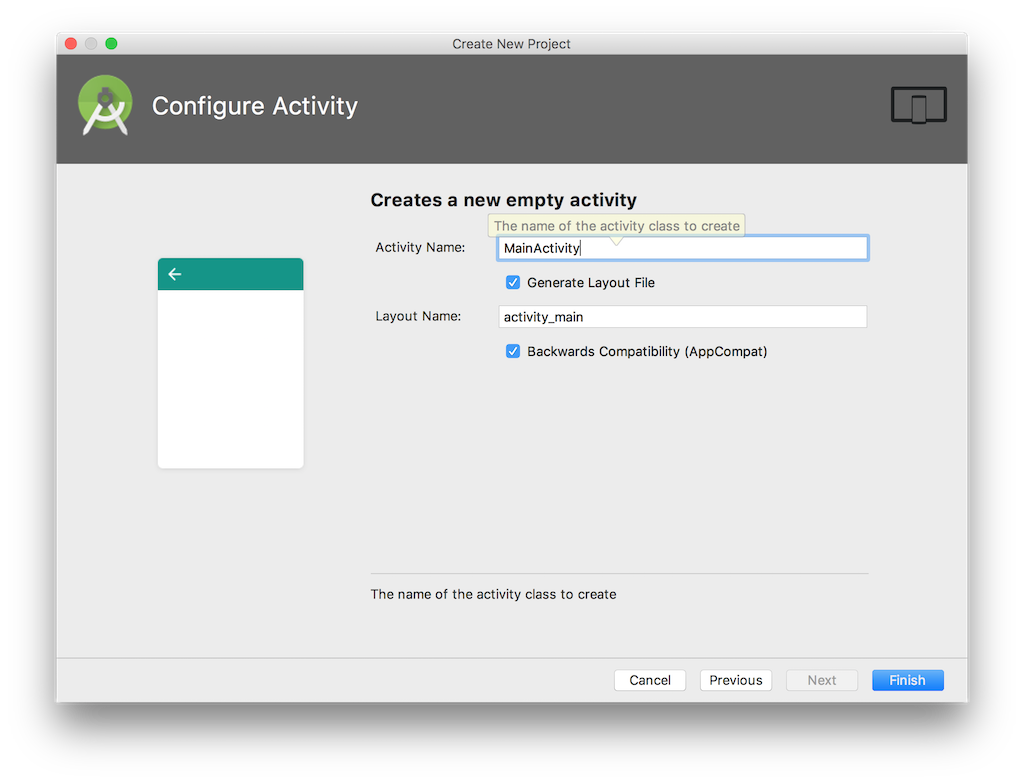 Create New Project
Configure Activity
Creates a new empty activity
The name of the activity class to create
Activity Name: MainActivity
Generate Layout File
Layout Name: activity_main
Backwards Compatibility (AppCompat)
The name of the activity class to create
Cancel Previous Next Finish